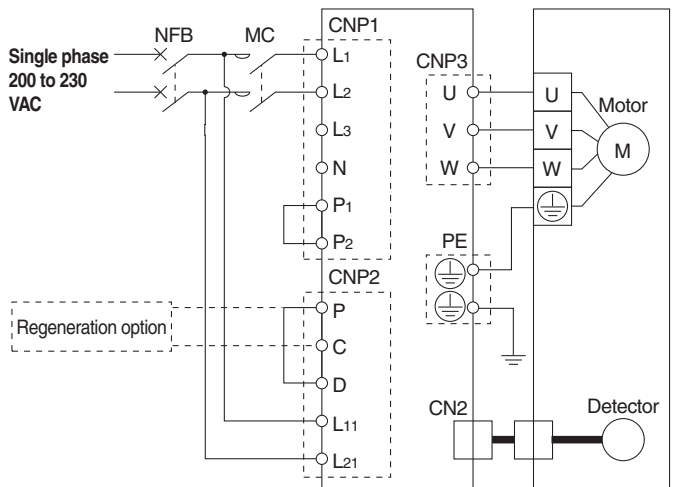 NFB
MC
CNP1
Single phase
200 to 230
VAC
L1
L2
L3
N
P1
P2
CNP3
U
V
W
U
V
W
Motor
M
PE
CNP2
P
C
D
L11
L21
Regeneration option
CN2
Detector